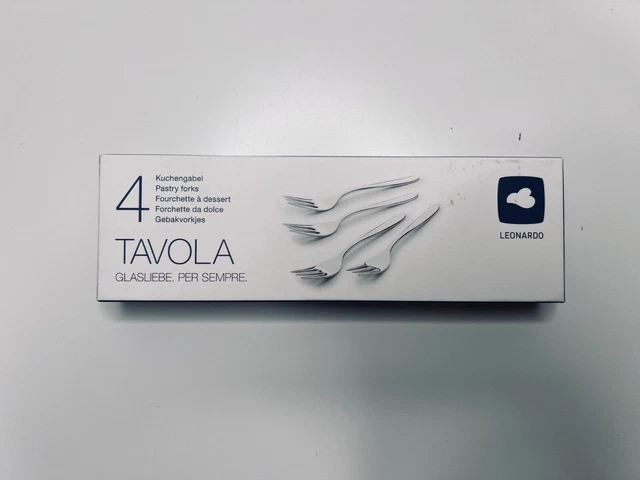 4
Kuchengabel
Pastry forks
Fourchette à dessert
Forchette da dolce
Gebakvorkjes
TAVOLA
GLASLIEBE. PER SEMPRE.
LEONARDO